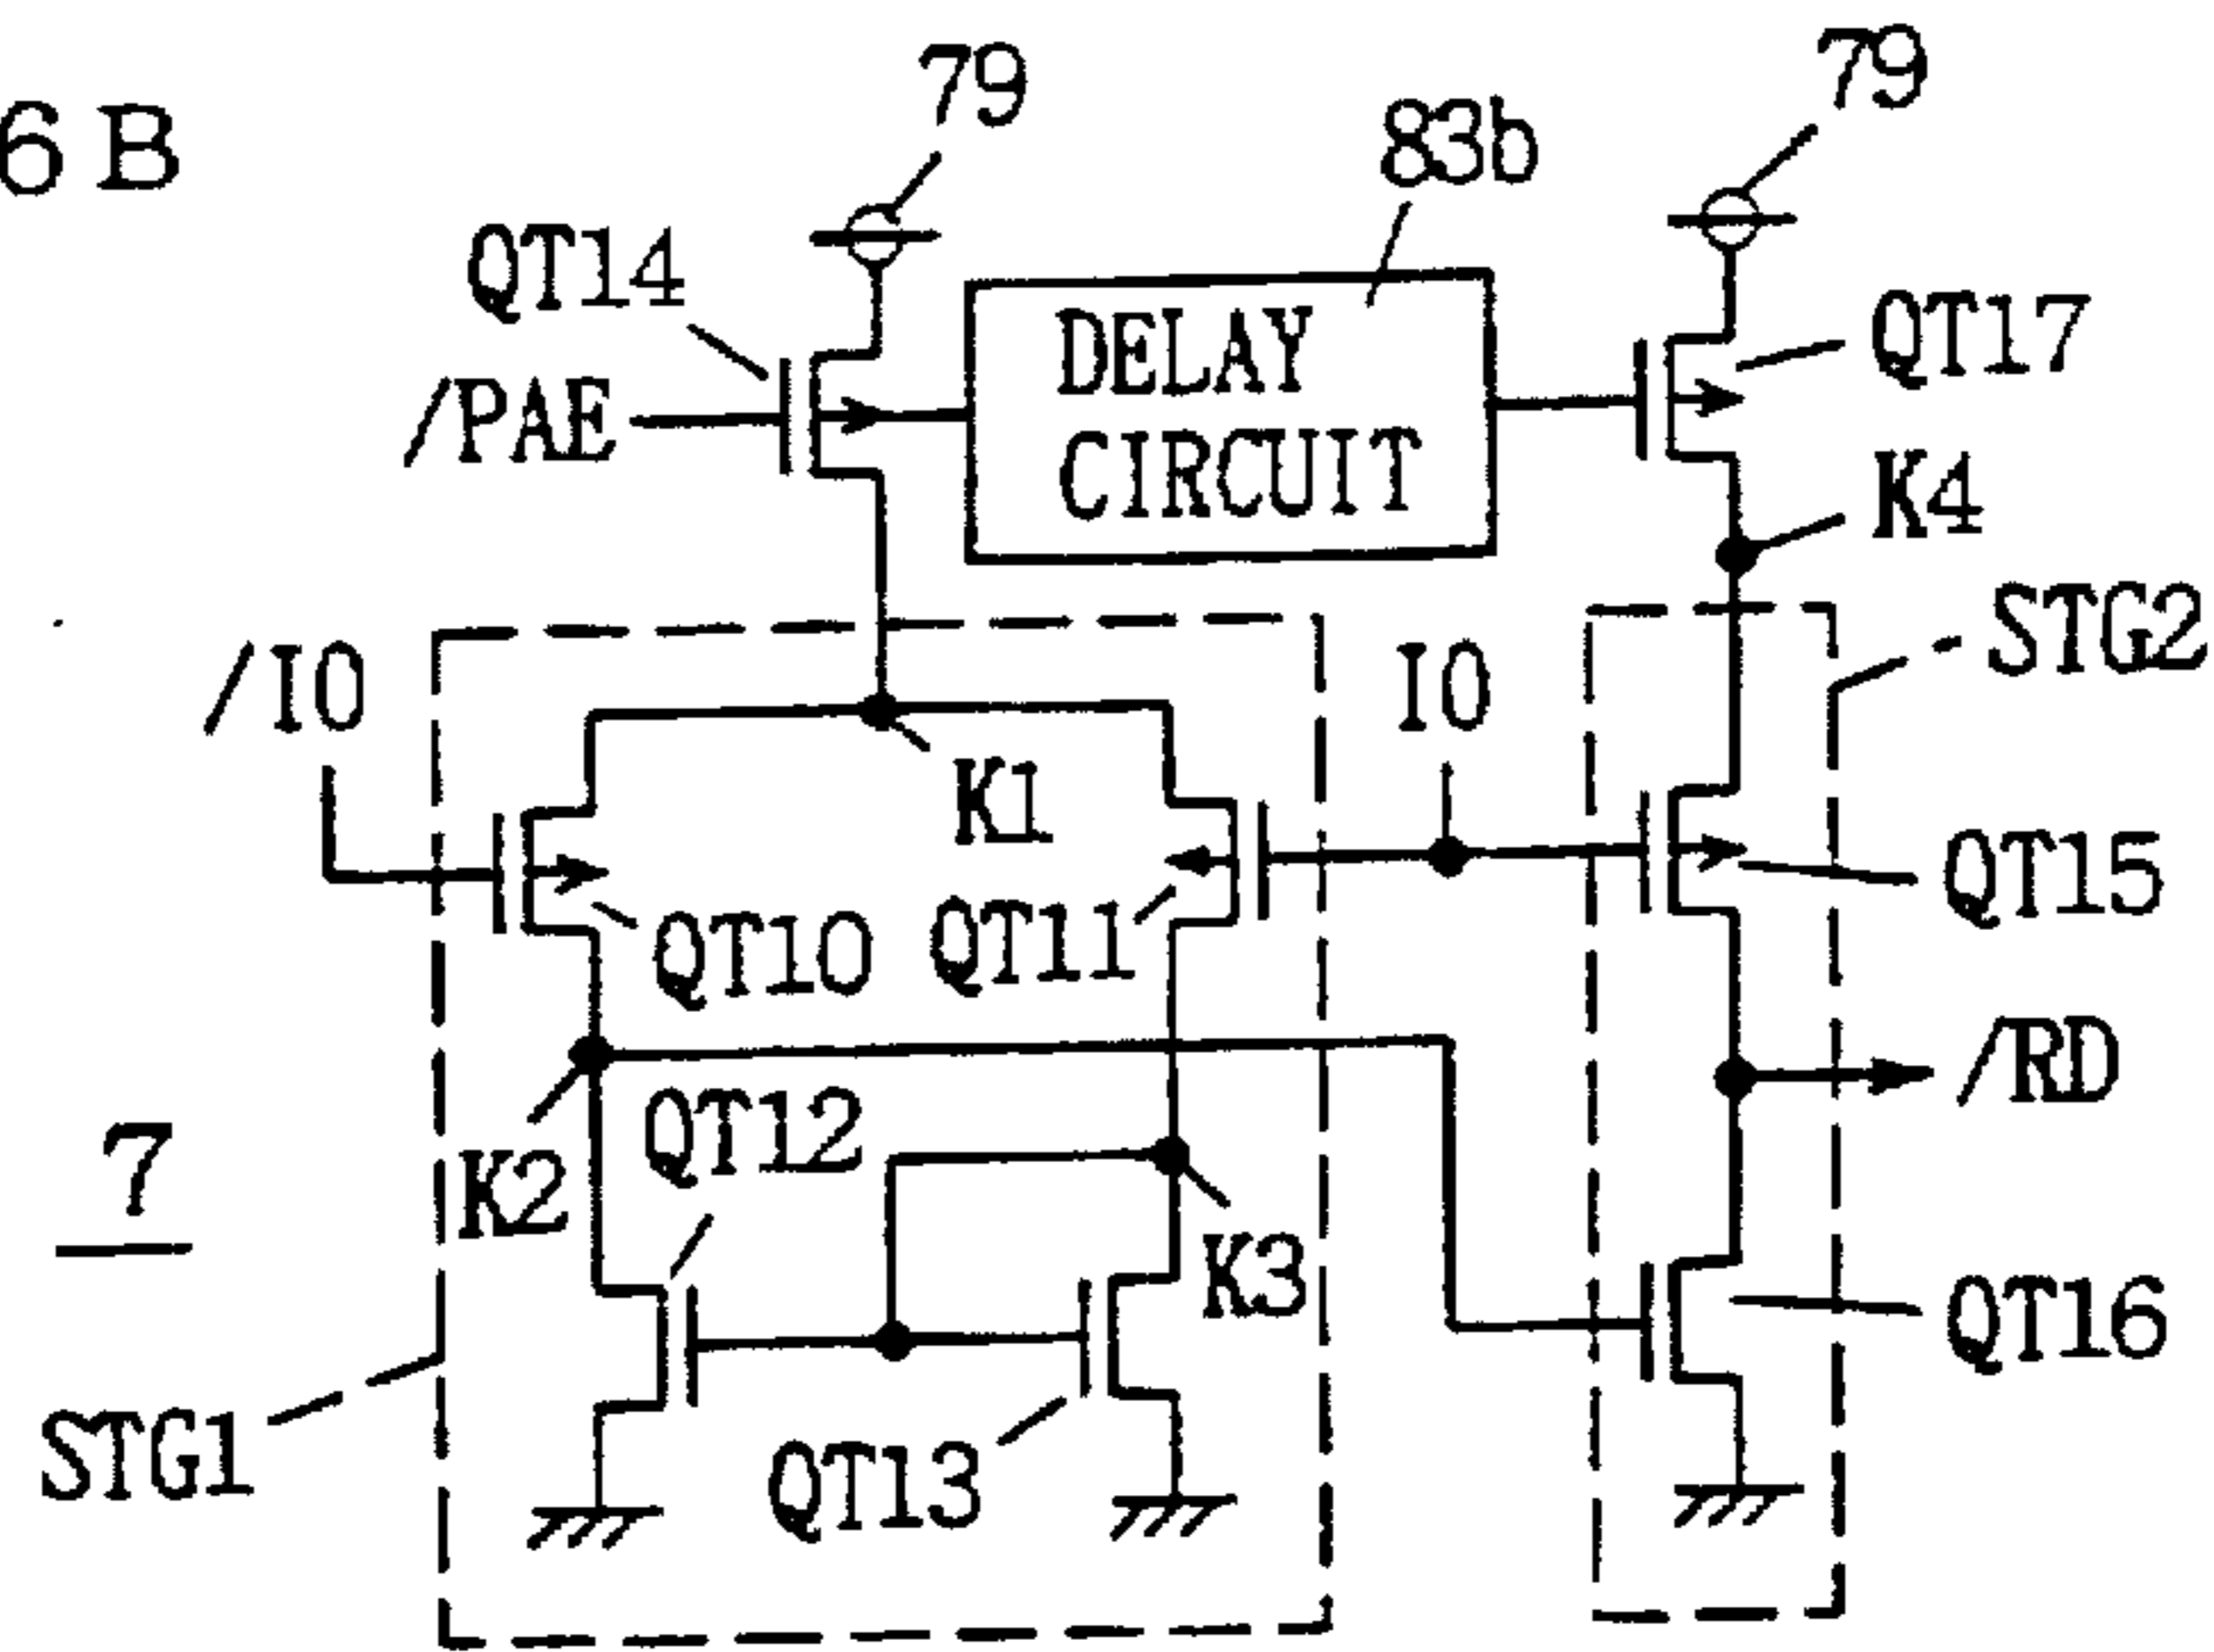 6B
79
79
83b
QT14
QT17
DELAY
CIRCUIT
/PAE
K4
STG2
/IO
IO
K1
QT15
QT10
QT11
/RD
QT12
7
K2
K3
QT16
STG1
QT13